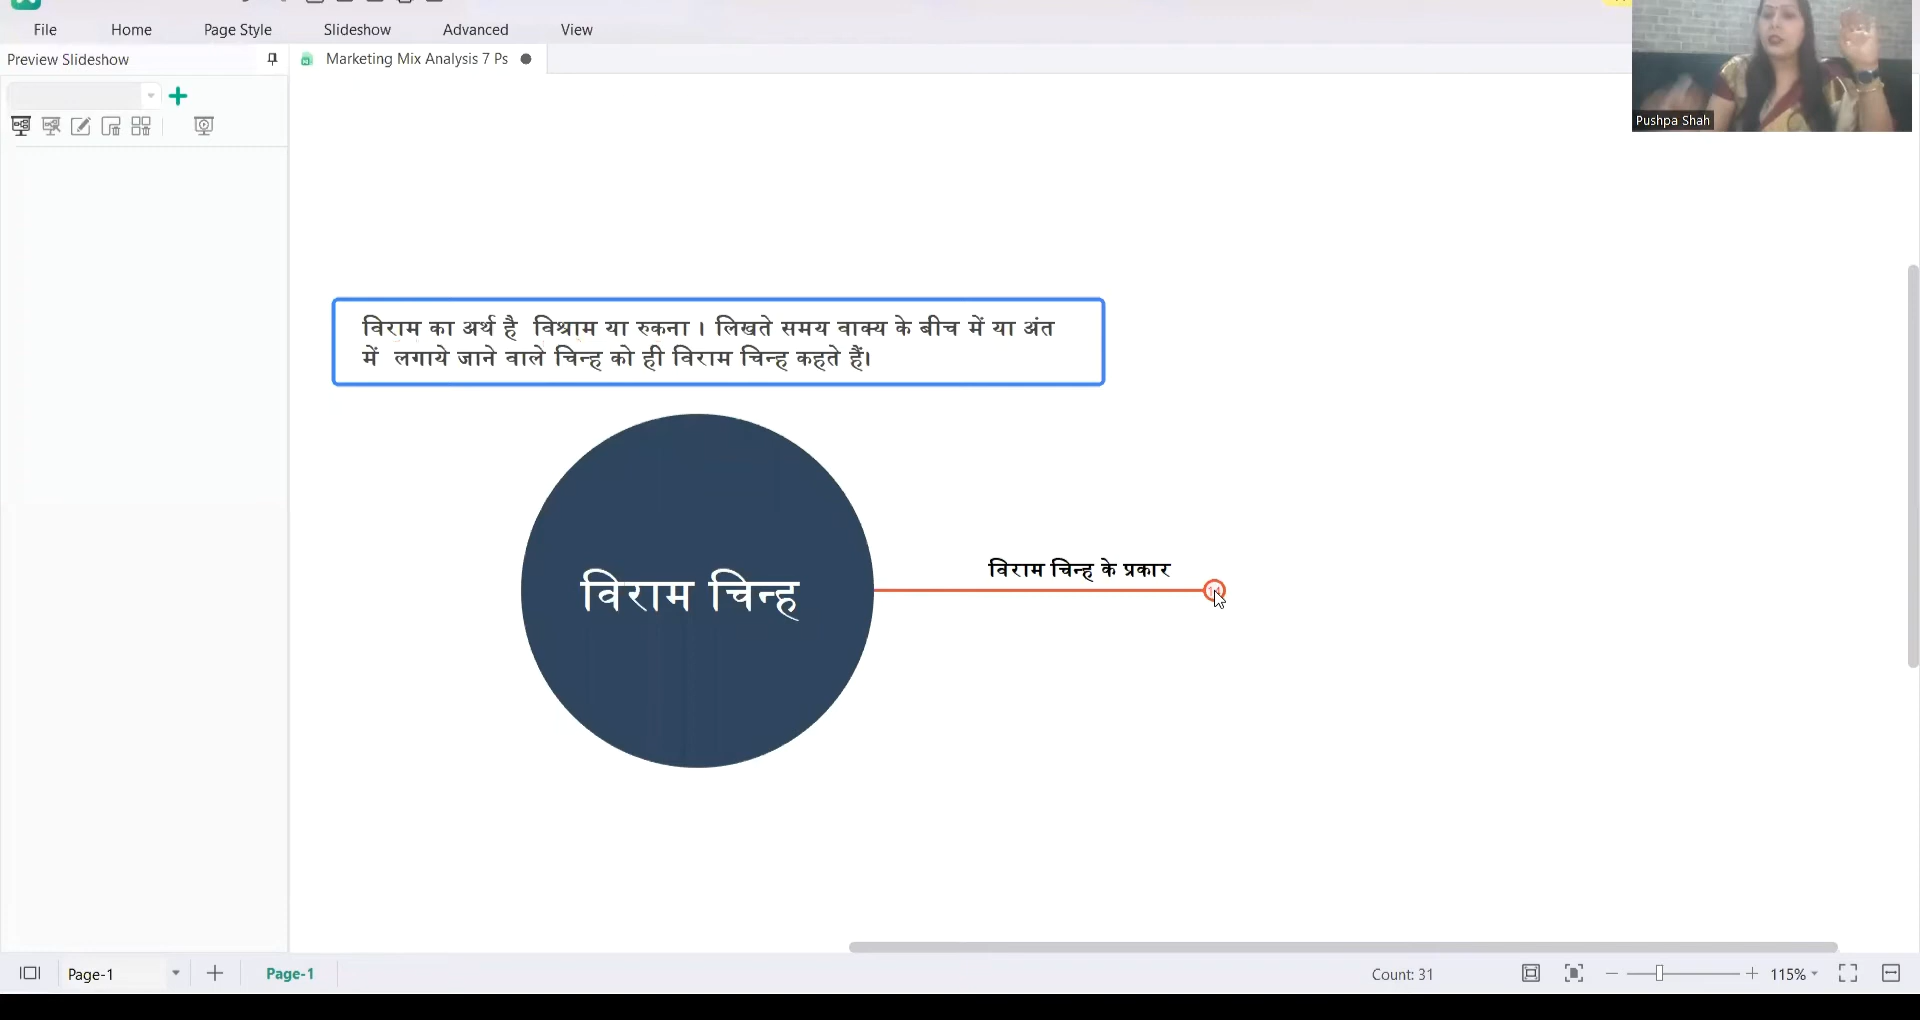 File Home Page Style Slideshow Advanced View
Preview Slideshow
Marketing Mix Analysis 7 Ps
Pushpa Shah
विराम का अर्थ है विश्राम या रुकना । लिखते समय वाक्य के बीच में या अंत
में लगाये जाने वाले चिन्ह को ही विराम चिन्ह कहते हैं।
विराम चिन्ह के प्रकार
विराम चिन्ह
Page-1 Page-1 Count: 31 115%